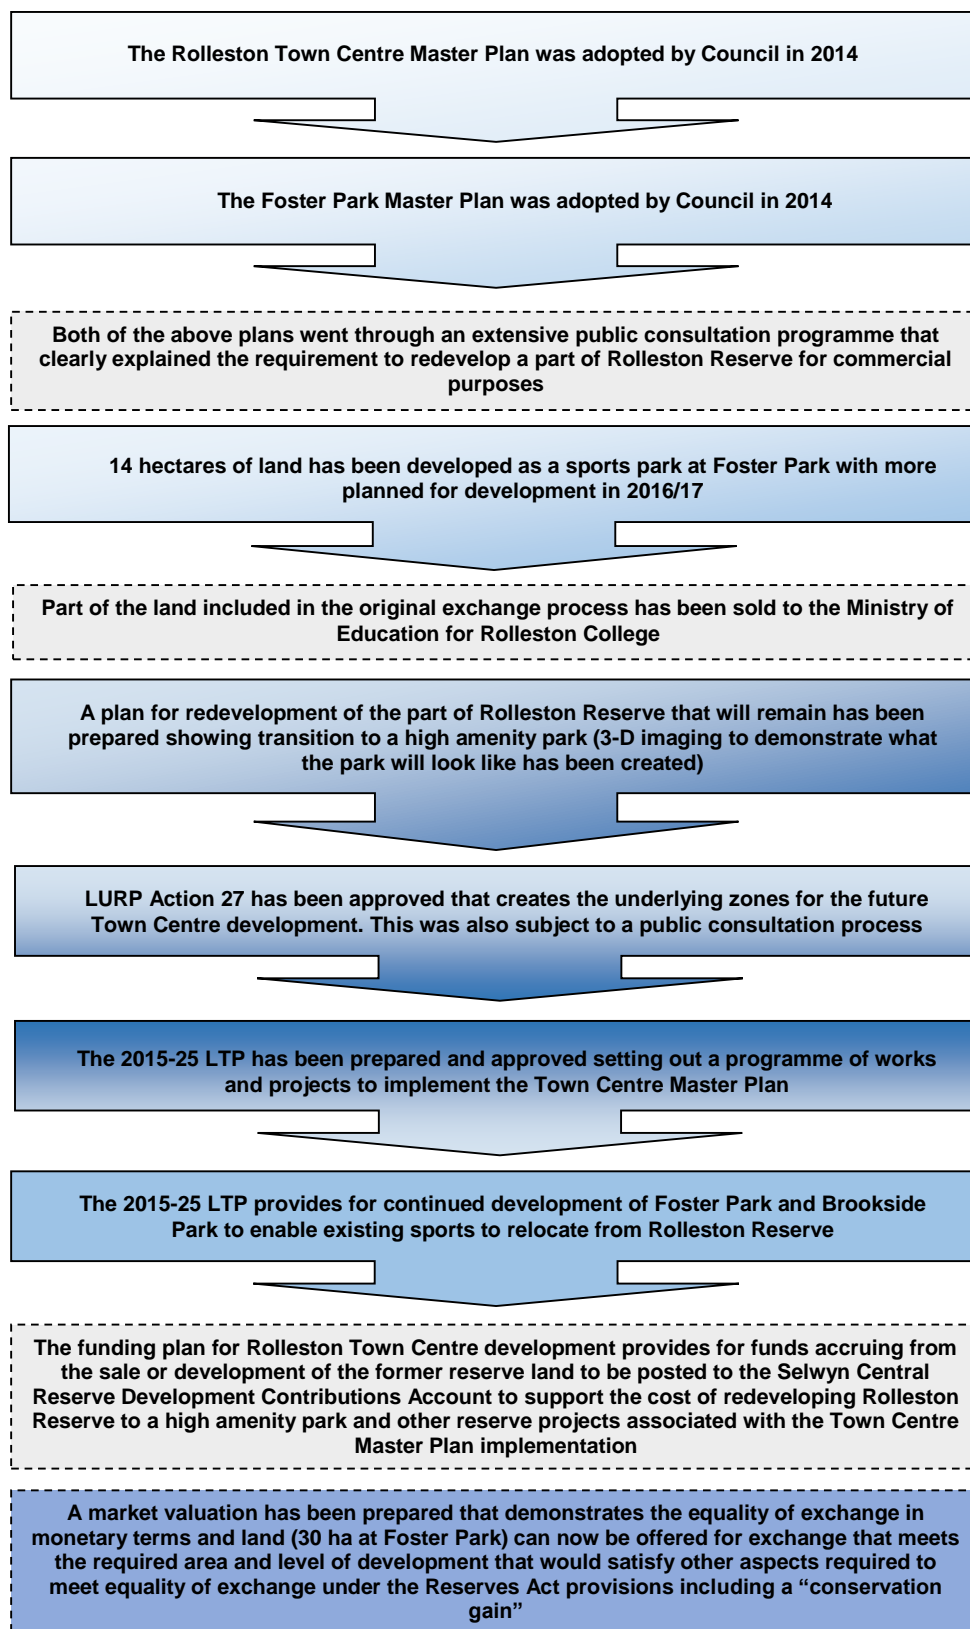 The Rolleston Town Centre Master Plan was adopted by Council in 2014
The Foster Park Master Plan was adopted by Council in 2014
Both of the above plans went through an extensive public consultation programme that
clearly explained the requirement to redevelop a part of Rolleston Reserve for commercial
purposes
14 hectares of land has been developed as a sports park at Foster Park with more
planned for development in 2016/17
Part of the land included in the original exchange process has been sold to the Ministry of
Education for Rolleston College
A plan for redevelopment of the part of Rolleston Reserve that will remain has been
prepared showing transition to a high amenity park (3-D imaging to demonstrate what
the park will look like has been created)
LURP Action 27 has been approved that creates the underlying zones for the future
Town Centre development. This was also subject to a public consultation process
The 2015-25 LTP has been prepared and approved setting out a programme of works
and projects to implement the Town Centre Master Plan
The 2015-25 LTP provides for continued development of Foster Park and Brookside
Park to enable existing sports to relocate from Rolleston Reserve
The funding plan for Rolleston Town Centre development provides for funds accruing from
the sale or development of the former reserve land to be posted to the Selwyn Central
Reserve Development Contributions Account to support the cost of redeveloping Rolleston
Reserve to a high amenity park and other reserve projects associated with the Town Centre
Master Plan implementation
A market valuation has been prepared that demonstrates the equality of exchange in
monetary terms and land (30 ha at Foster Park) can now be offered for exchange that meets
the required area and level of development that would satisfy other aspects required to
meet equality of exchange under the Reserves Act provisions including a “conservation
gain”